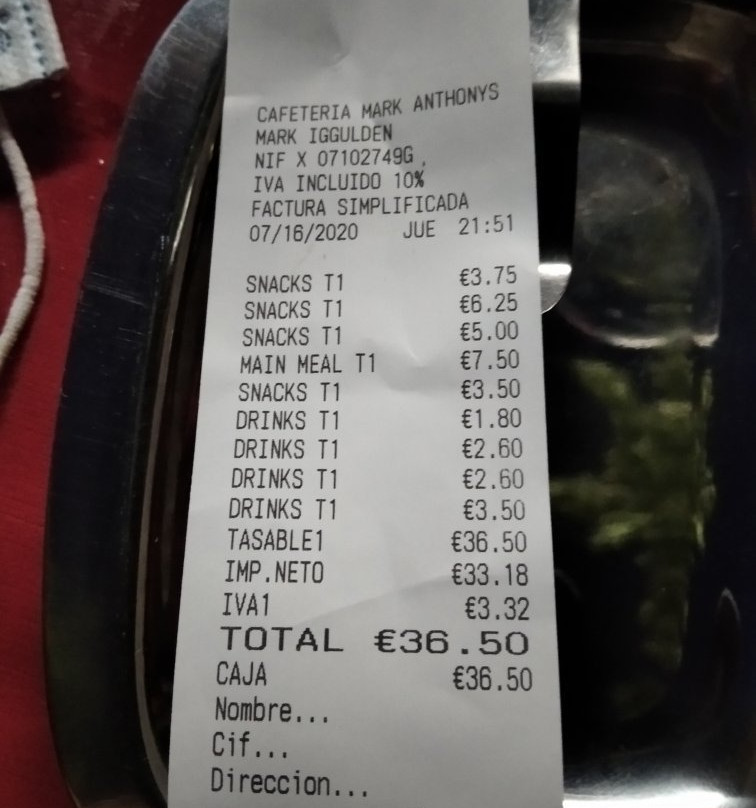 CAFETERIA MARK ANTHONYS
MARK IGGULDEN
NIF X 07102749G ,
IVA INCLUIDO 10%
FACTURA SIMPLIFICADA
07/16/2020 JUE 21:51
SNACKS T1 €3.75
SNACKS T1 €6.25
SNACKS T1 €5.00
MAIN MEAL T1 €7.50
SNACKS T1 €3.50
DRINKS T1 €1.80
DRINKS T1 €2.60
DRINKS T1 €2.60
DRINKS T1 €3.50
TASABLE1 €36.50
IMP.NETO €33.18
IVA1 €3.32
TOTAL €36.50
CAJA €36.50
Nombre...
Cif...
Direccion...